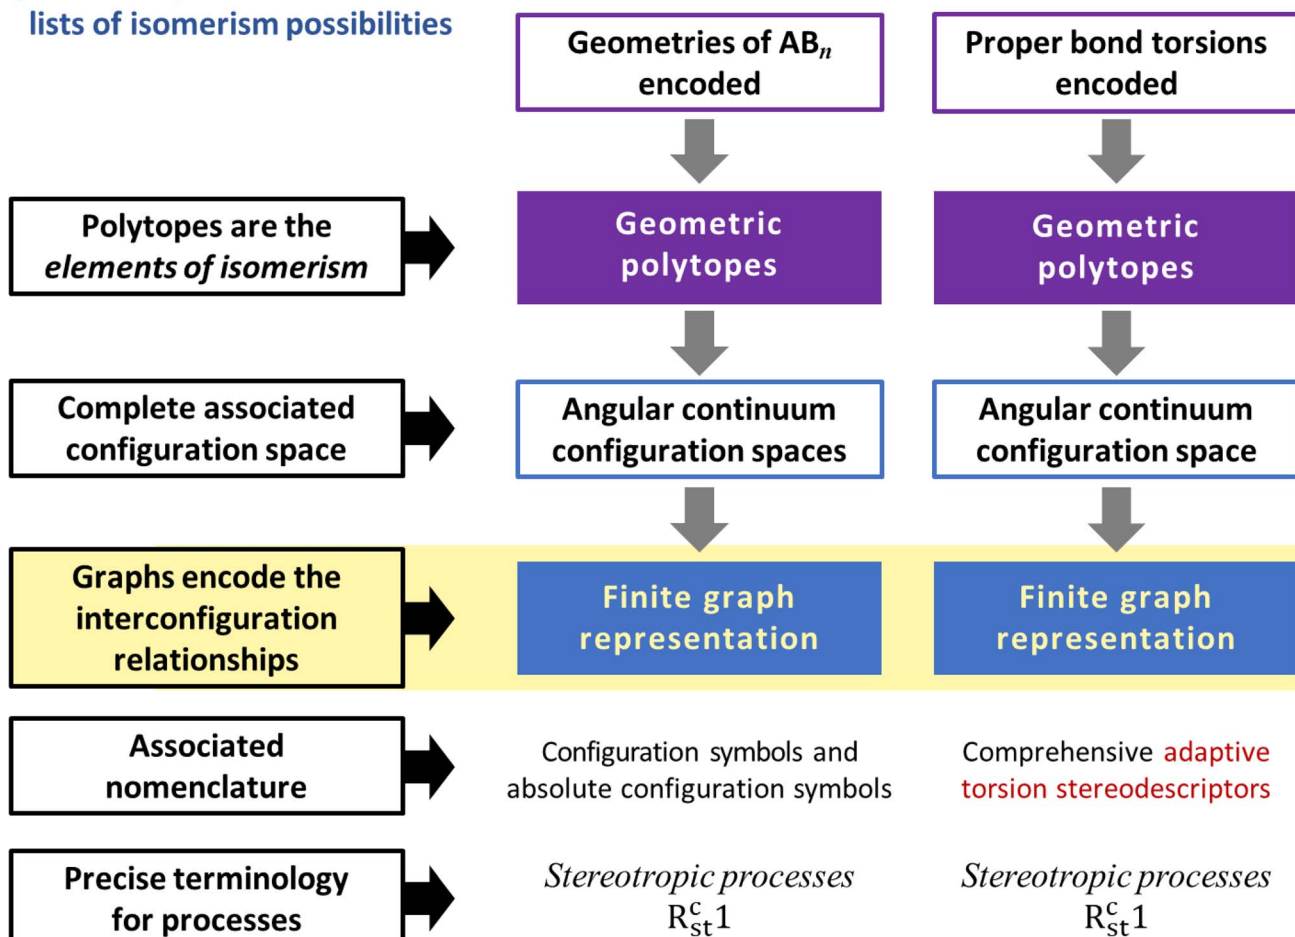 lists of isomerism possibilities
Geometries of ABn
encoded
Proper bond torsions
encoded
Polytopes are the
elements of isomerism
Geometric
polytopes
Geometric
polytopes
Complete associated
configuration space
Angular continuum
configuration spaces
Angular continuum
configuration space
Graphs encode the
interconfiguration
relationships
Finite graph
representation
Finite graph
representation
Associated
nomenclature
Configuration symbols and
absolute configuration symbols
Comprehensive adaptive
torsion stereodescriptors
Precise terminology
for processes
Stereotropic processes
R^c_st1
Stereotropic processes
R^c_st1